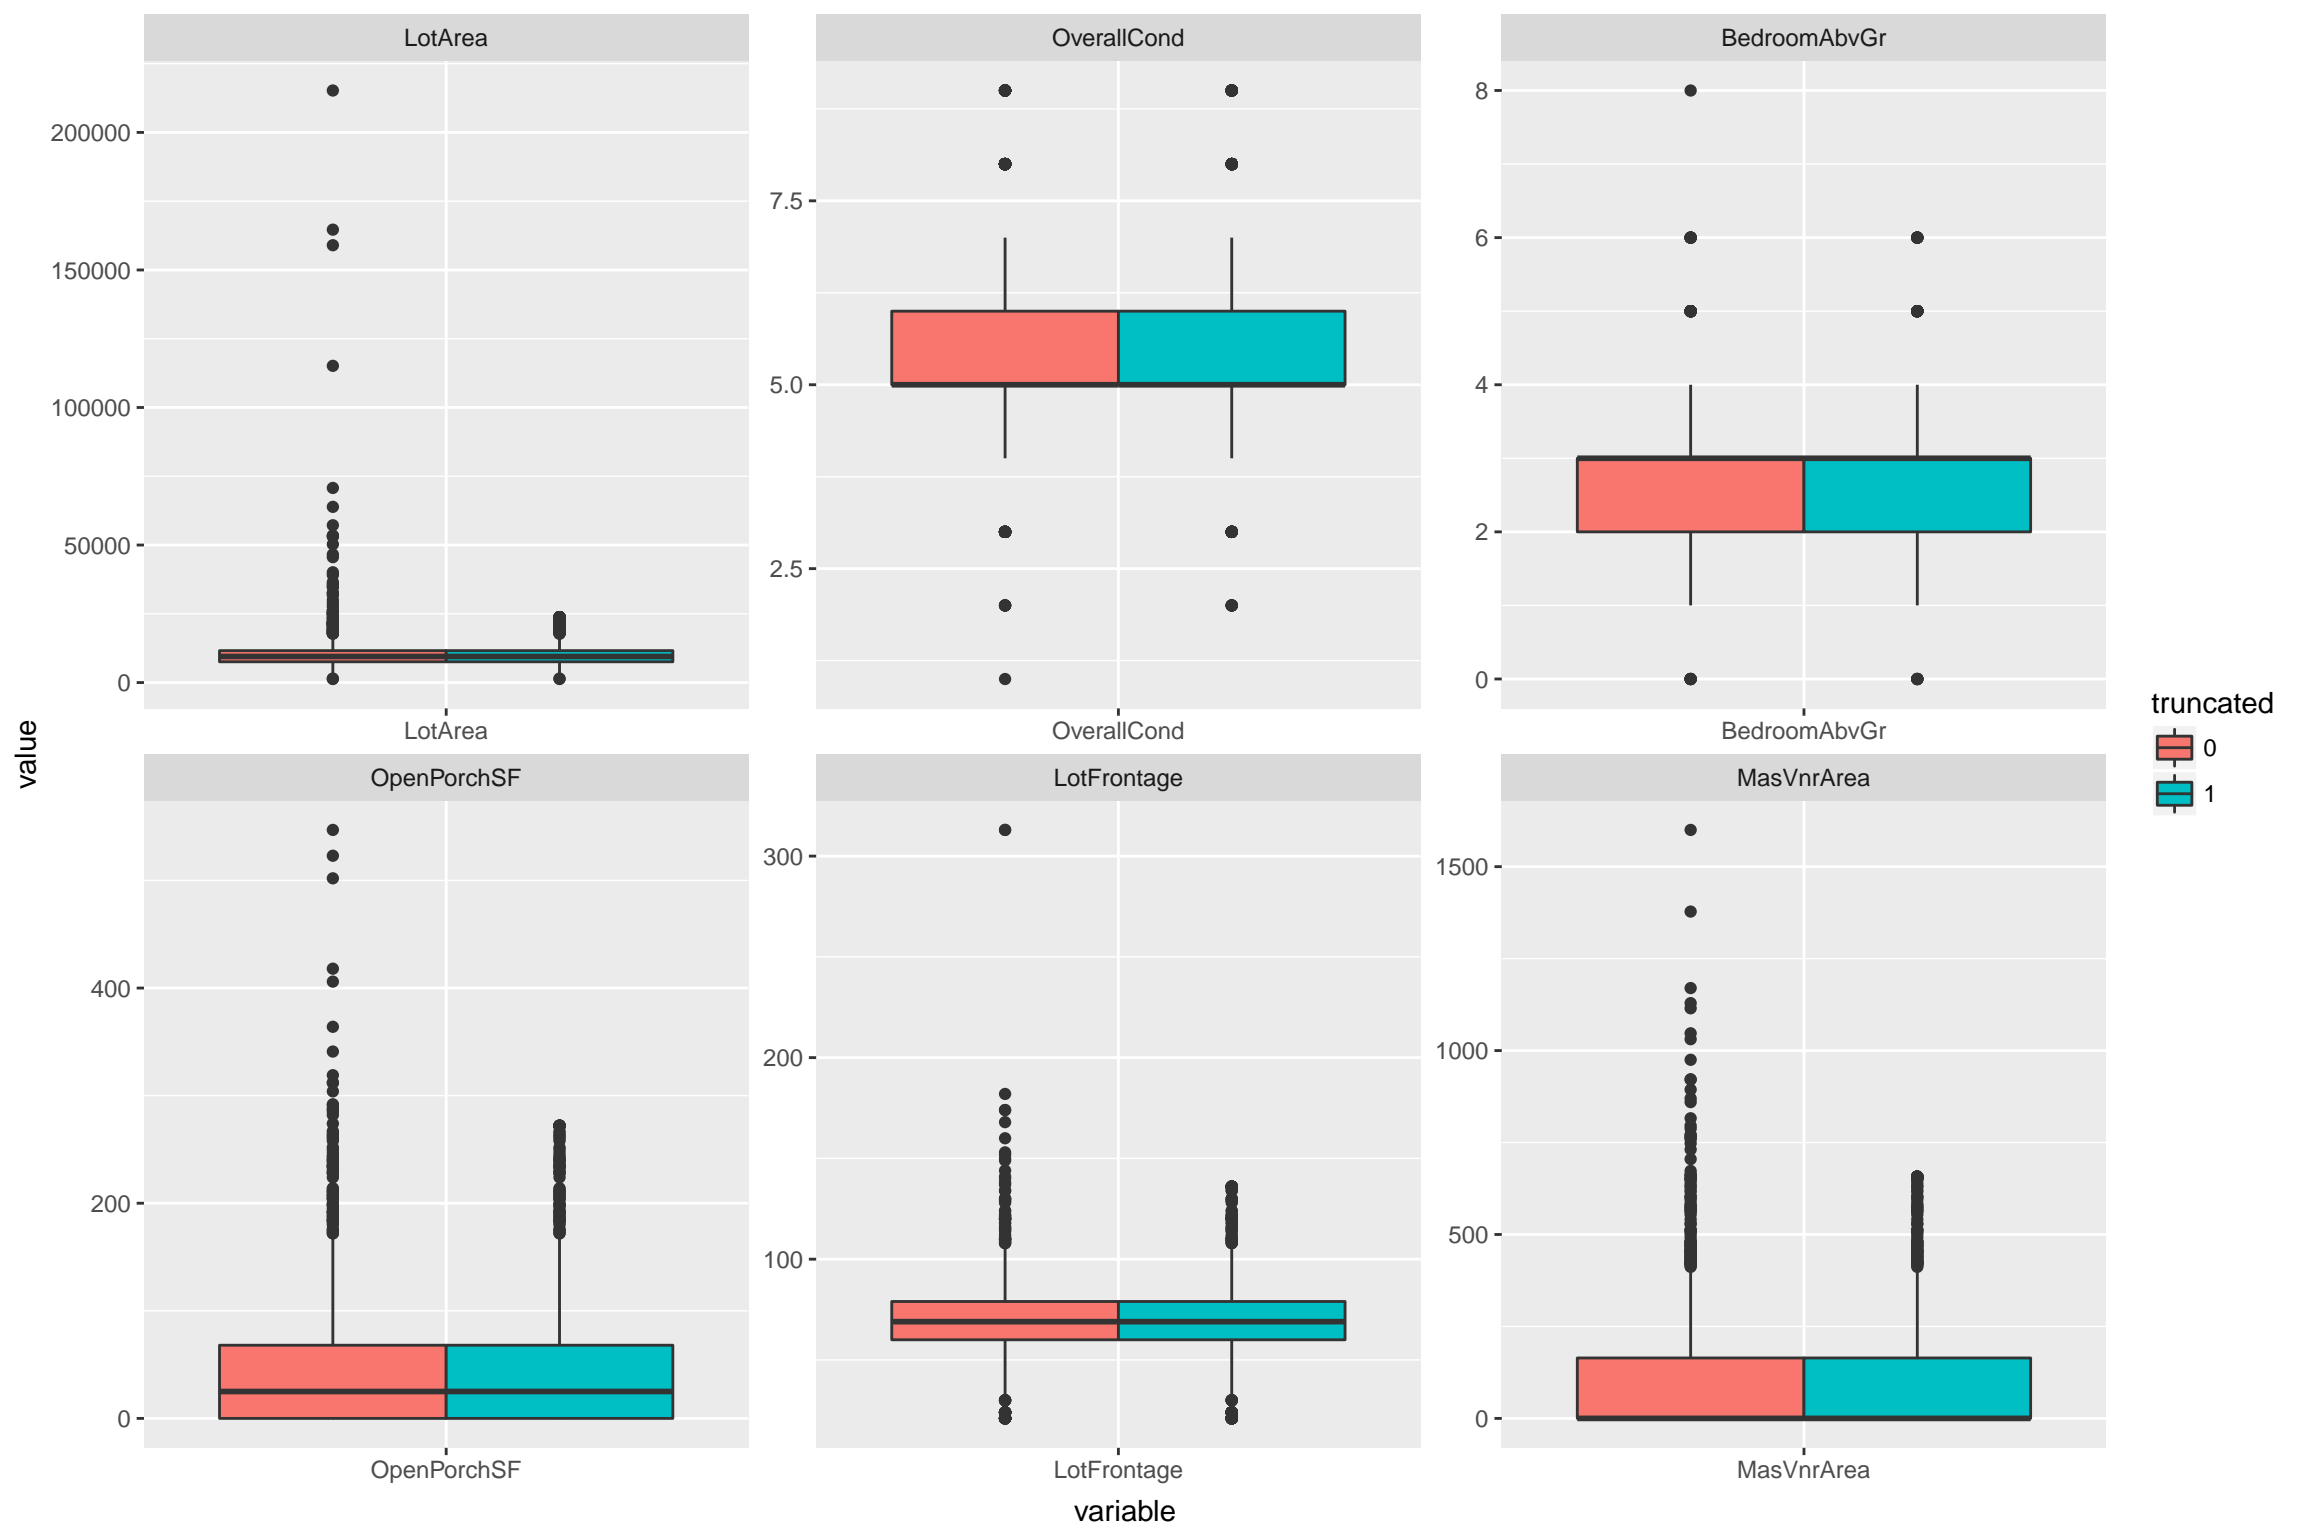 LotArea
OverallCond
BedroomAbvGr
200000
150000
100000
50000
0
7.5
5.0
2.5
8
6
4
2
0
LotArea
OverallCond
BedroomAbvGr
value
OpenPorchSF
LotFrontage
MasVnrArea
400
200
0
300
200
100
1500
1000
500
0
OpenPorchSF
LotFrontage
MasVnrArea
variable
truncated
0
1